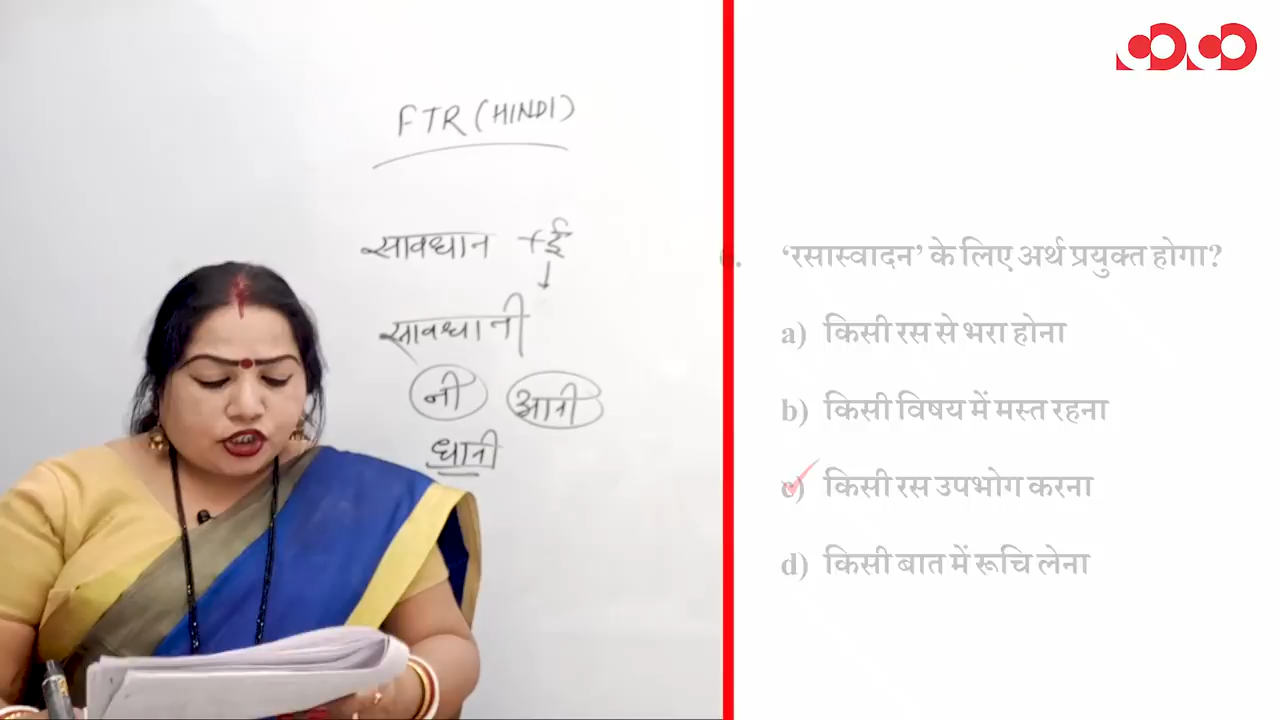 FTR (HINDI)
सावधान + ई
सावधानी
नी आनी
धानी
‘रसास्वादन’ के लिए अर्थ प्रयुक्त होगा?
a) किसी रस से भरा होना
b) किसी विषय में मस्त रहना
c) किसी रस उपभोग करना
d) किसी बात में रूचि लेना